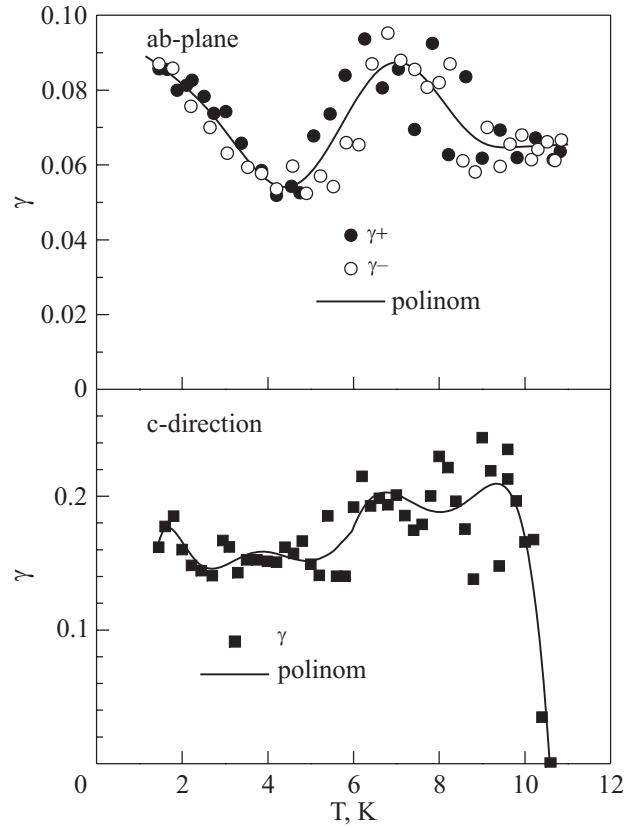 0.10
ab-plane
0.08
0.06
γ
0.04
γ+
γ–
0.02
polinom
0
c-direction
0.2
γ
0.1
γ
polinom
0
2
4
6
8
10
12
T, K